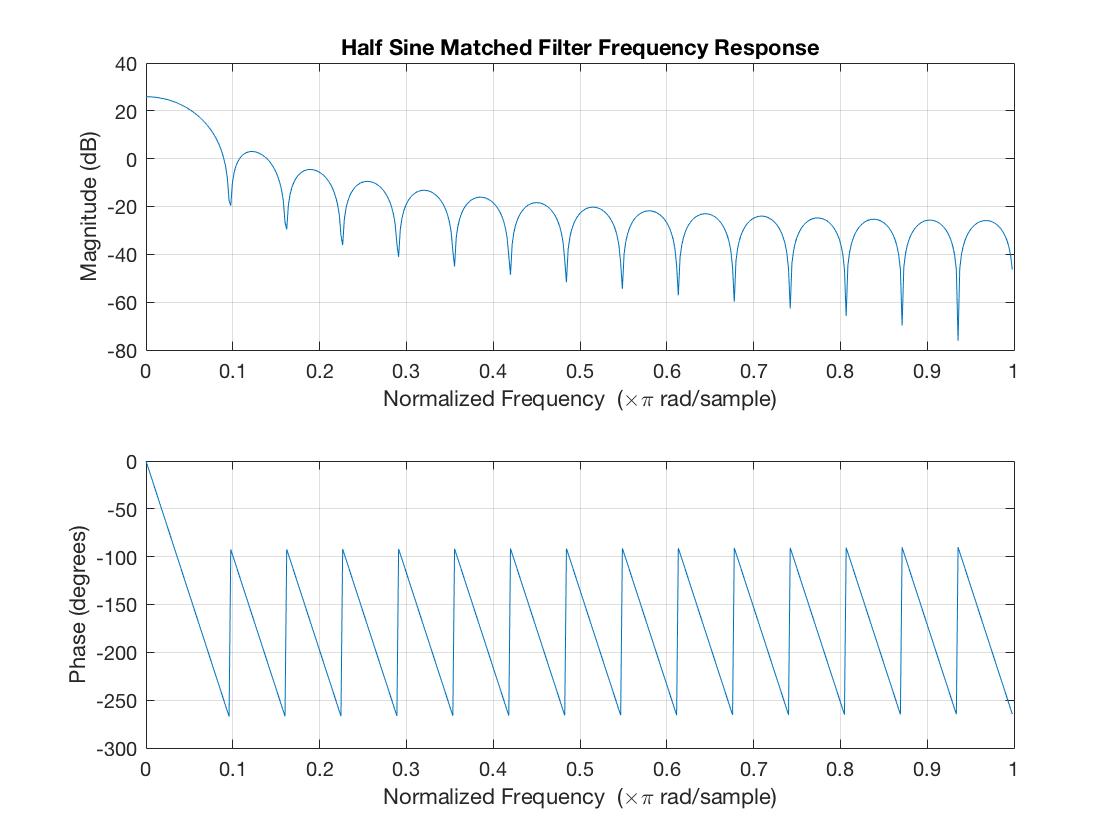 Half Sine Matched Filter Frequency Response
40
20
0
-20
-40
-60
-80
Magnitude (dB)
0 0.1 0.2 0.3 0.4 0.5 0.6 0.7 0.8 0.9 1
Normalized Frequency (×π rad/sample)
0
-50
-100
-150
-200
-250
-300
Phase (degrees)
0 0.1 0.2 0.3 0.4 0.5 0.6 0.7 0.8 0.9 1
Normalized Frequency (×π rad/sample)